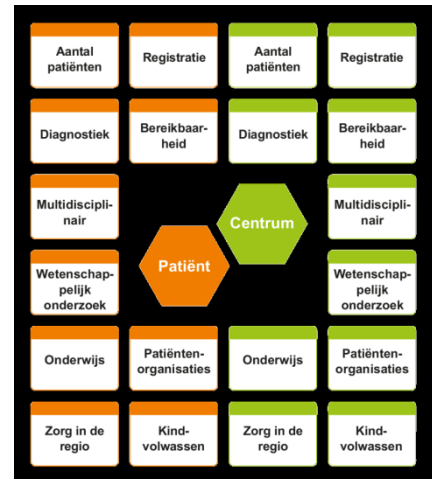 Aantal
patiënten
Registratie
Aantal
patiënten
Registratie
Diagnostiek
Bereikbaar-
heid
Diagnostiek
Bereikbaar-
heid
Multidiscipli-
nair
Centrum
Multidiscipli-
nair
Patiënt
Wetenschap-
pelijk
onderzoek
Wetenschap-
pelijk
onderzoek
Onderwijs
Patiënten-
organisaties
Onderwijs
Patiënten-
organisaties
Zorg in de
regio
Kind-
volwassen
Zorg in de
regio
Kind-
volwassen